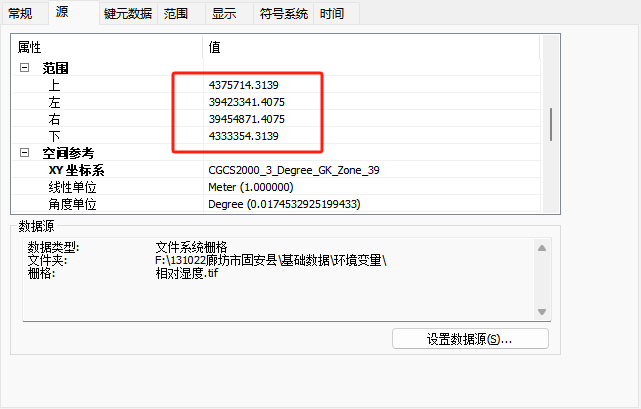 常规 源 键元数据 范围 显示 符号系统 时间
属性 值
范围
上 4375714.3139
左 39423341.4075
右 39454871.4075
下 4333354.3139
空间参考
XY 坐标系 CGCS2000_3_Degree_GK_Zone_39
线性单位 Meter (1.000000)
角度单位 Degree (0.0174532925199433)
数据源
数据类型: 文件系统栅格
文件夹: F:\131022廊坊市固安县\基础数据\环境变量\
栅格: 相对湿度.tif
设置数据源(S)...